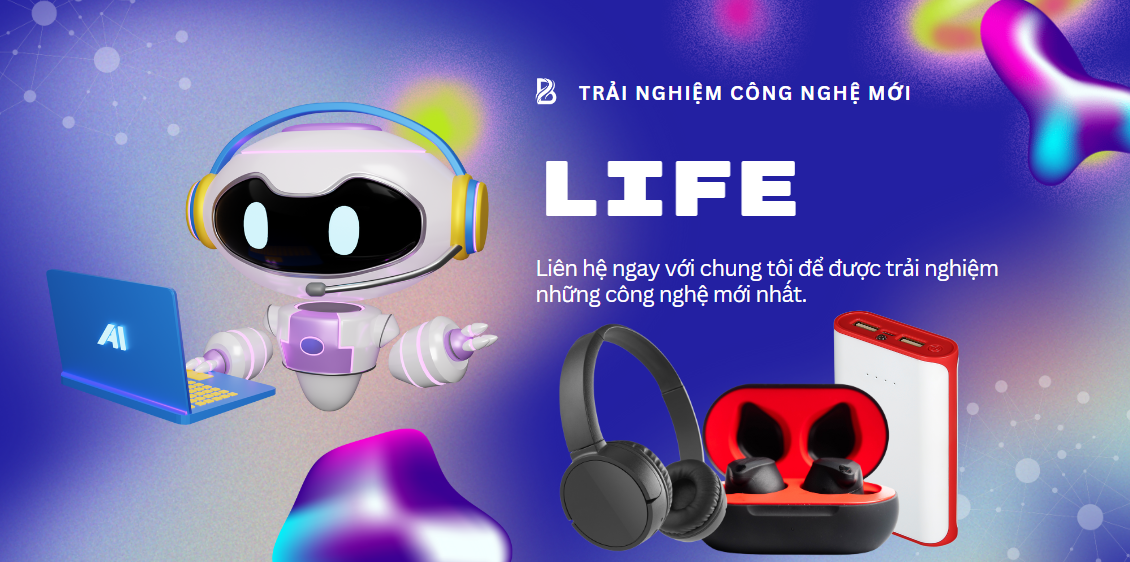 TRẢI NGHIỆM CÔNG NGHỆ MỚI
LIFE
Liên hệ ngay với chung tôi để được trải nghiệm
những công nghệ mới nhất.
AI